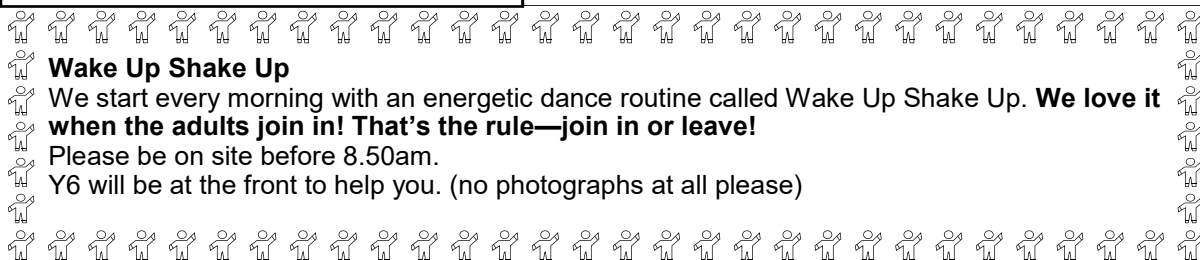 Wake Up Shake Up
We start every morning with an energetic dance routine called Wake Up Shake Up. We love it
when the adults join in! That’s the rule—join in or leave!
Please be on site before 8.50am.
Y6 will be at the front to help you. (no photographs at all please)